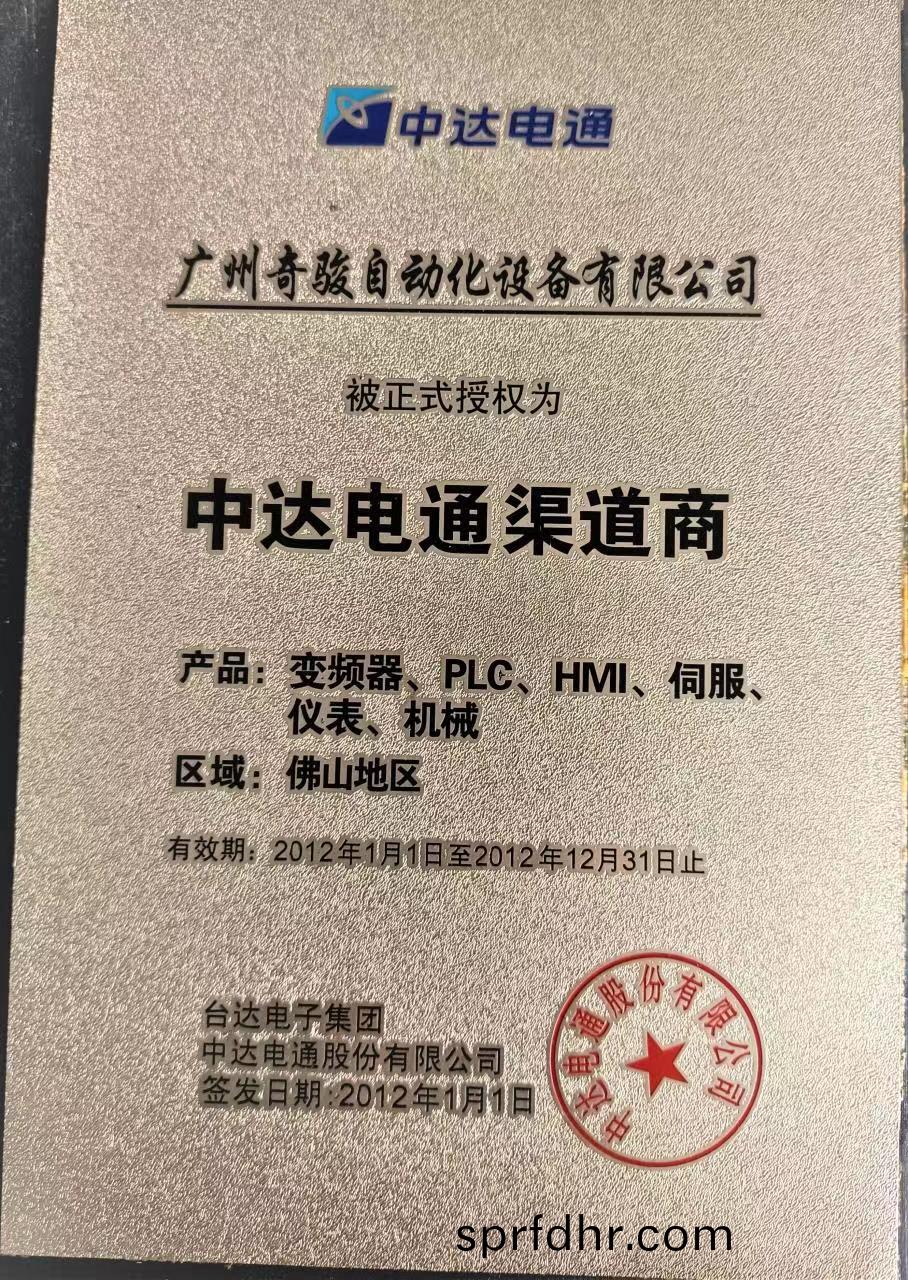 中达电通
广州奇骏自动化设备有限公司
被正式授权为
中达电通渠道商
产品：变频器、PLC、HMI、伺服、
仪表、机械
区域：佛山地区
有效期：2012年1月1日至2012年12月31日止
台达电子集团
中达电通股份有限公司
签发日期:2012年1月1日
中达电通股份有限公司
sprfdhr.com